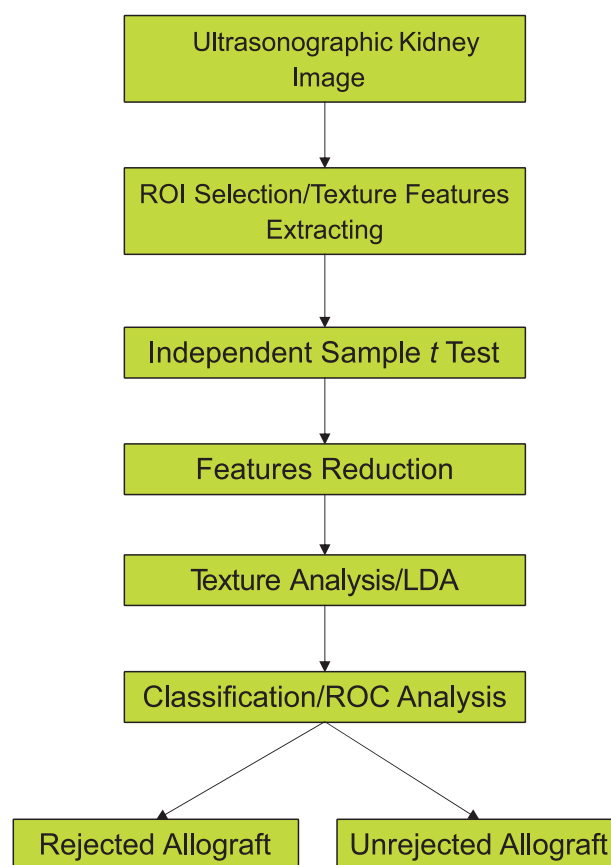 Ultrasonographic Kidney
Image
ROI Selection/Texture Features
Extracting
Independent Sample t Test
Features Reduction
Texture Analysis/LDA
Classification/ROC Analysis
Rejected Allograft
Unrejected Allograft